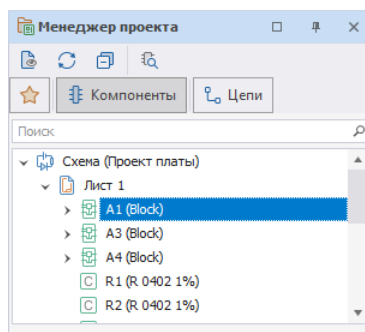 Менеджер проекта
Компоненты
Цепи
Поиск
Схема (Проект платы)
Лист 1
A1 (Block)
A3 (Block)
A4 (Block)
C R1 (R 0402 1%)
C R2 (R 0402 1%)